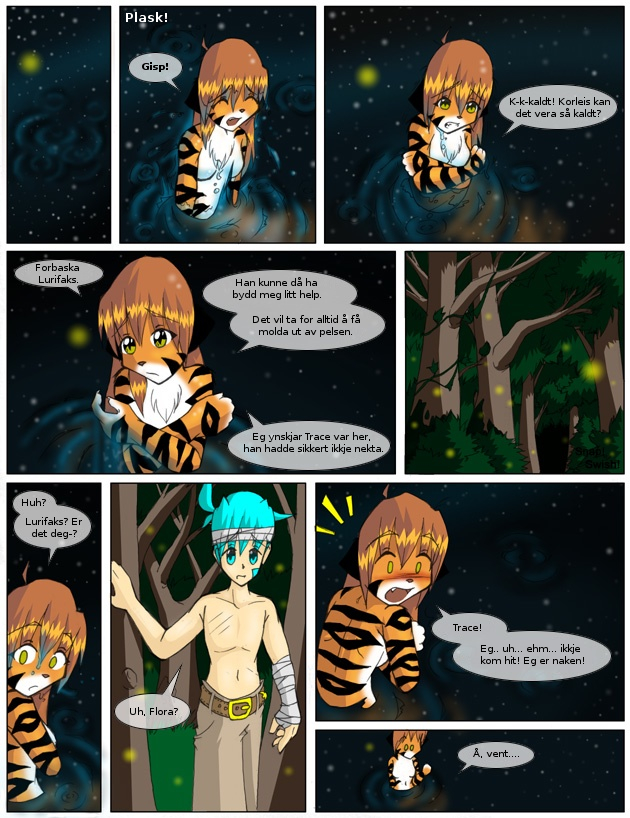 Plask!
Gisp!
K-k-kaldt! Korleis kan
det vera så kaldt?
Forbaska
Lurifaks.
Han kunne då ha
bydd meg litt help.
Det vil ta for alltid å få
molda ut av pelsen.
Eg ynskjar Trace var her,
han hadde sikkert ikkje nekta.
Snap!
Swish!
Huh?
Lurifaks? Er
det deg-?
Uh, Flora?
Trace!
Eg.. uh... ehm... ikkje
kom hit! Eg er naken!
Å, vent....